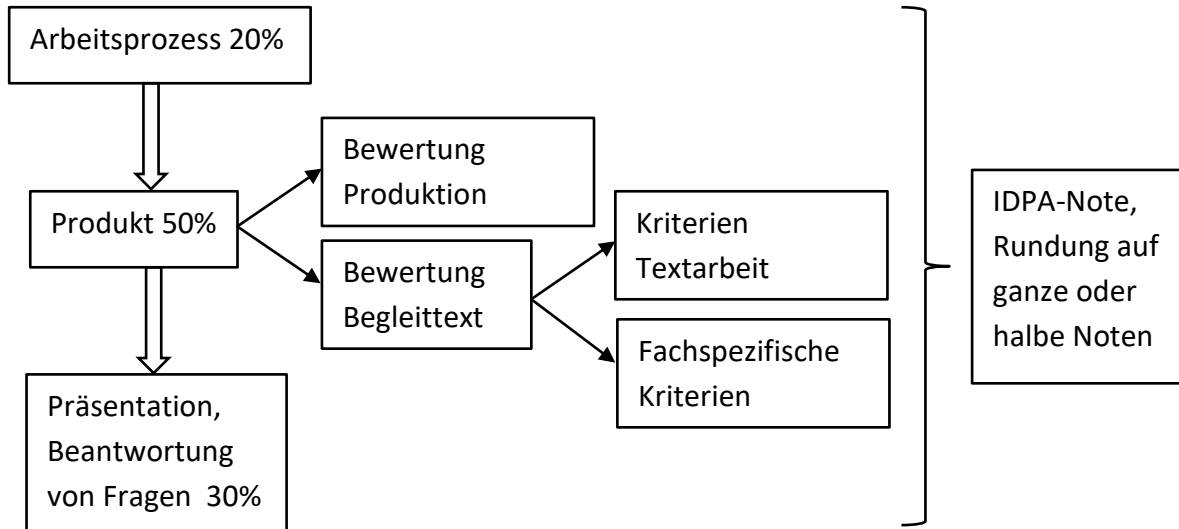 Arbeitsprozess 20%
Produkt 50%
Präsentation,
Beantwortung
von Fragen 30%
Bewertung
Produktion
Bewertung
Begleittext
Kriterien
Textarbeit
Fachspezifische
Kriterien
IDPA-Note,
Rundung auf
ganze oder
halbe Noten